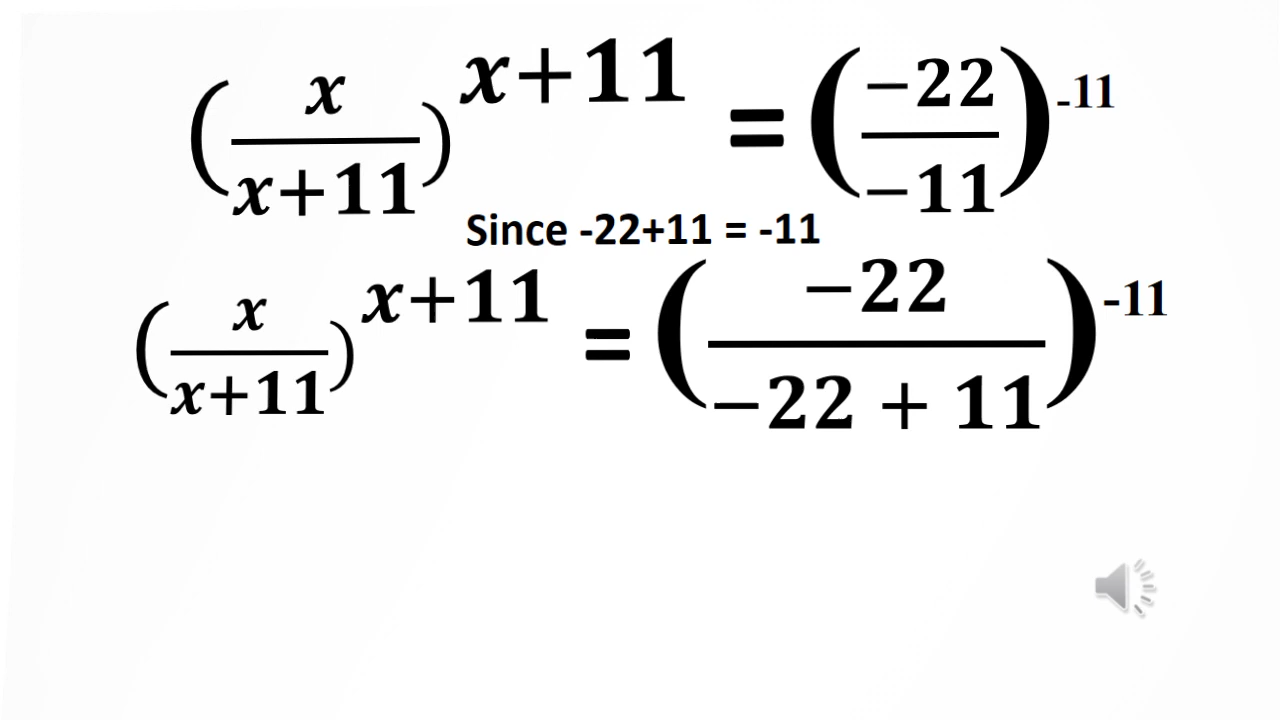 (x/(x+11))^(x+11) = (−22/−11)^-11
Since -22+11 = -11
(x/(x+11))^(x+11) = (−22/(−22 + 11))^-11